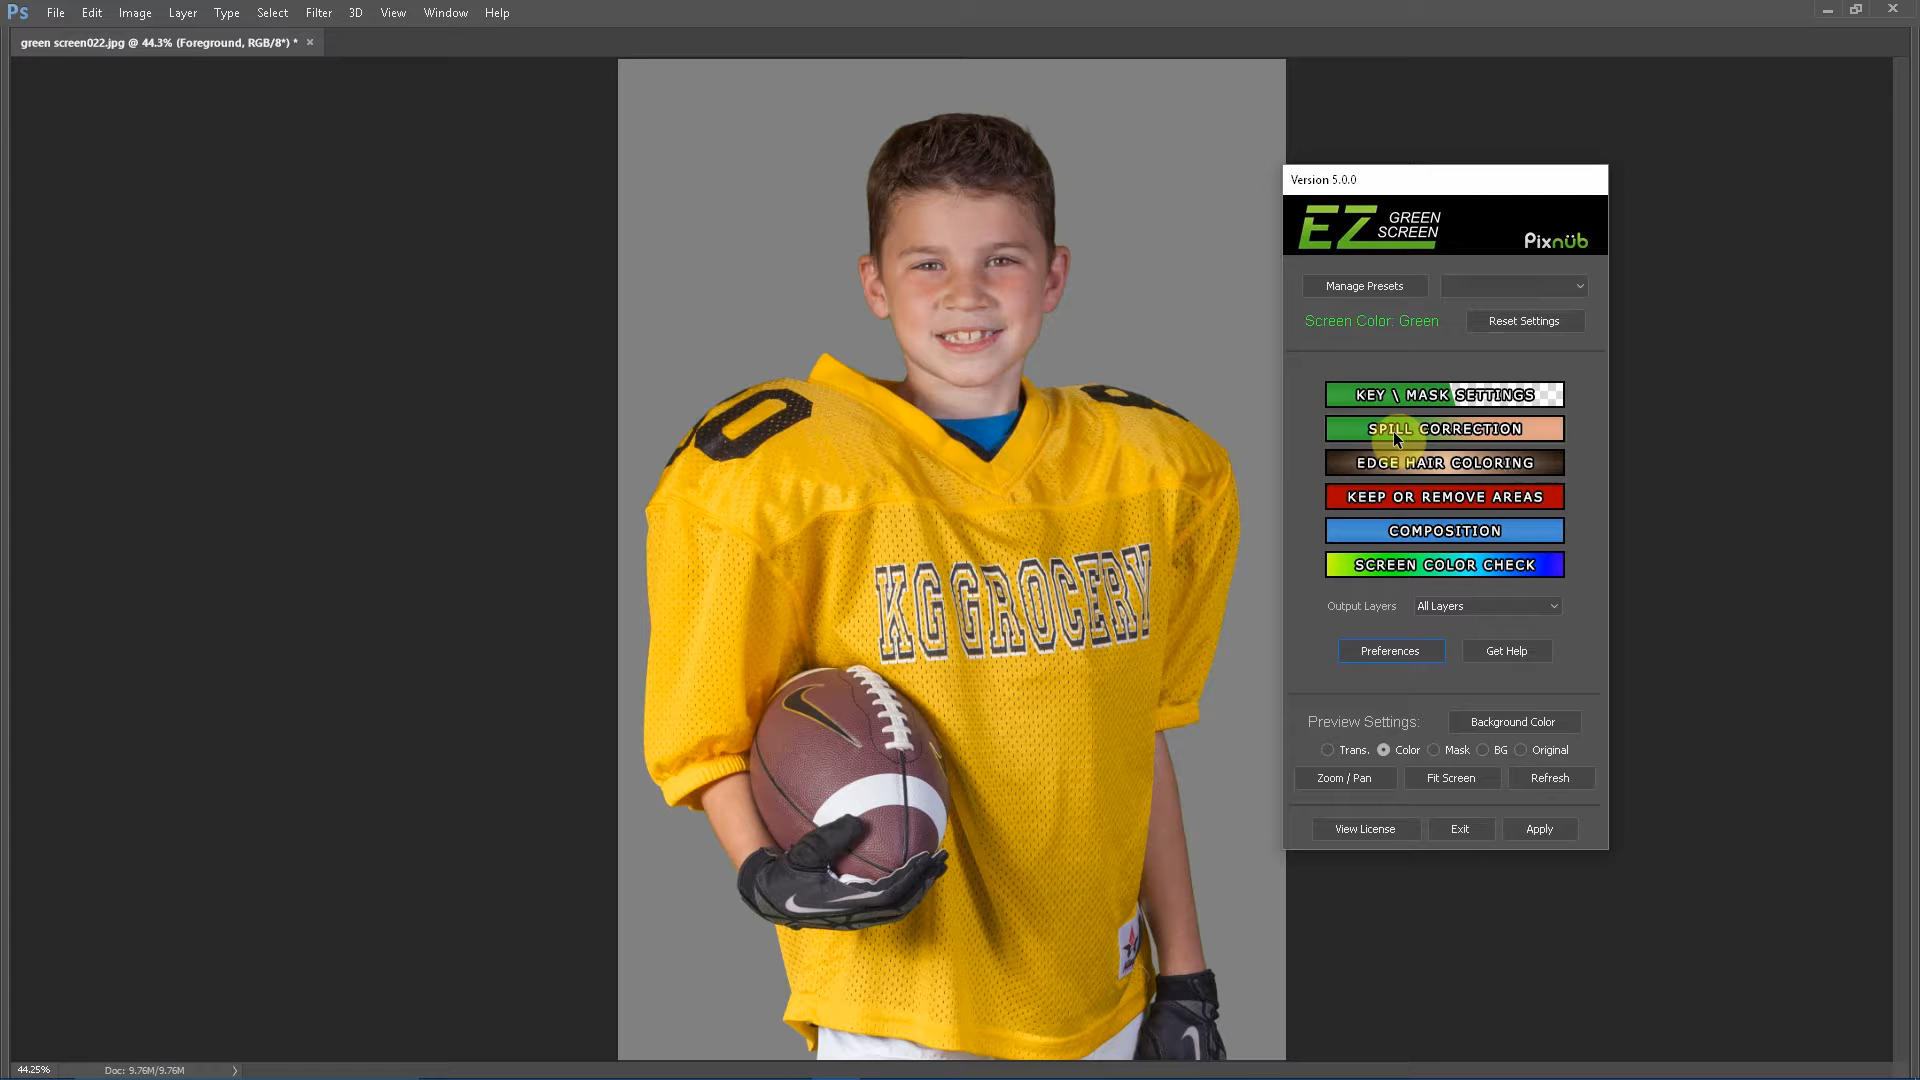 Ps File Edit Image Layer Type Select Filter 3D View Window Help
green screen022.jpg @ 44.3% (Foreground, RGB/8*) *
Version 5.0.0
EZ GREEN SCREEN
Pixnüb
Manage Presets
Screen Color: Green
Reset Settings
KEY \ MASK SETTINGS
SPILL CORRECTION
EDGE HAIR COLORING
KEEP OR REMOVE AREAS
COMPOSITION
SCREEN COLOR CHECK
Output Layers All Layers
Preferences Get Help
Preview Settings: Background Color
Trans. Color Mask BG Original
Zoom / Pan Fit Screen Refresh
View License Exit Apply
0
KG GROCERY
44.25% Doc: 9.76M/9.76M